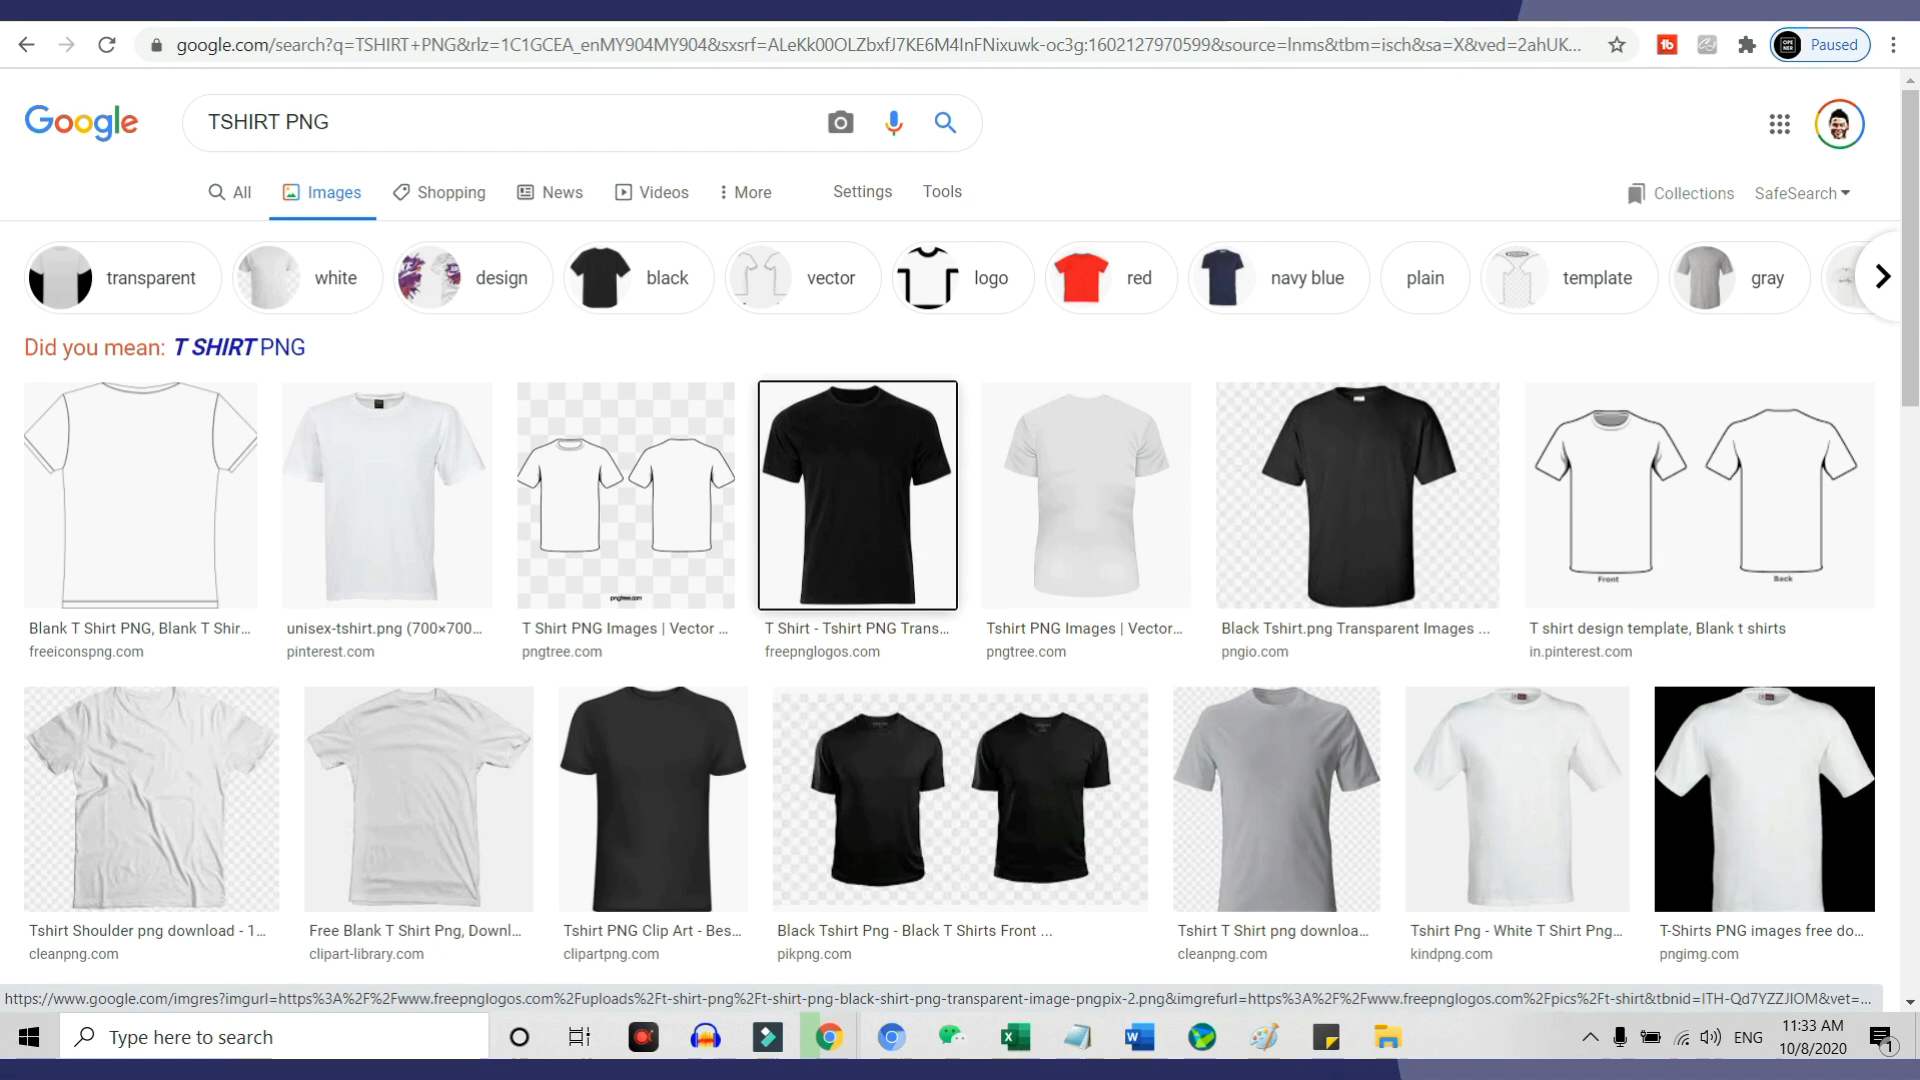 google.com/search?q=TSHIRT+PNG&rlz=1C1GCEA_enMY904MY904&sxsrf=ALeKk00OLZbxfJ7KE6M4InFNixuwk-oc3g:1602127970599&source=lnms&tbm=isch&sa=X&ved=2ahUK...
Paused
Google
TSHIRT PNG
All
Images
Shopping
News
Videos
More
Settings
Tools
Collections
SafeSearch
transparent
white
design
black
vector
logo
red
navy blue
plain
template
gray
Did you mean: T SHIRT PNG
pngtree.com
Front
Back
Blank T Shirt PNG, Blank T Shir...
freeiconspng.com
unisex-tshirt.png (700×700...
pinterest.com
T Shirt PNG Images | Vector ...
pngtree.com
T Shirt - Tshirt PNG Trans...
freepnglogos.com
Tshirt PNG Images | Vector...
pngtree.com
Black Tshirt.png Transparent Images ...
pngio.com
T shirt design template, Blank t shirts
in.pinterest.com
Tshirt Shoulder png download - 1...
cleanpng.com
Free Blank T Shirt Png, Downl...
clipart-library.com
Tshirt PNG Clip Art - Bes...
clipartpng.com
Black Tshirt Png - Black T Shirts Front ...
pikpng.com
Tshirt T Shirt png downloa...
cleanpng.com
Tshirt Png - White T Shirt Png...
kindpng.com
T-Shirts PNG images free do...
pngimg.com
https://www.google.com/imgres?imgurl=https%3A%2F%2Fwww.freepnglogos.com%2Fuploads%2Ft-shirt-png%2Ft-shirt-png-black-shirt-png-transparent-image-pngpix-2.png&imgrefurl=https%3A%2F%2Fwww.freepnglogos.com%2Fpics%2Ft-shirt&tbnid=ITH-Qd7YZZJIOM&vet=...
Type here to search
ENG
11:33 AM
10/8/2020
1